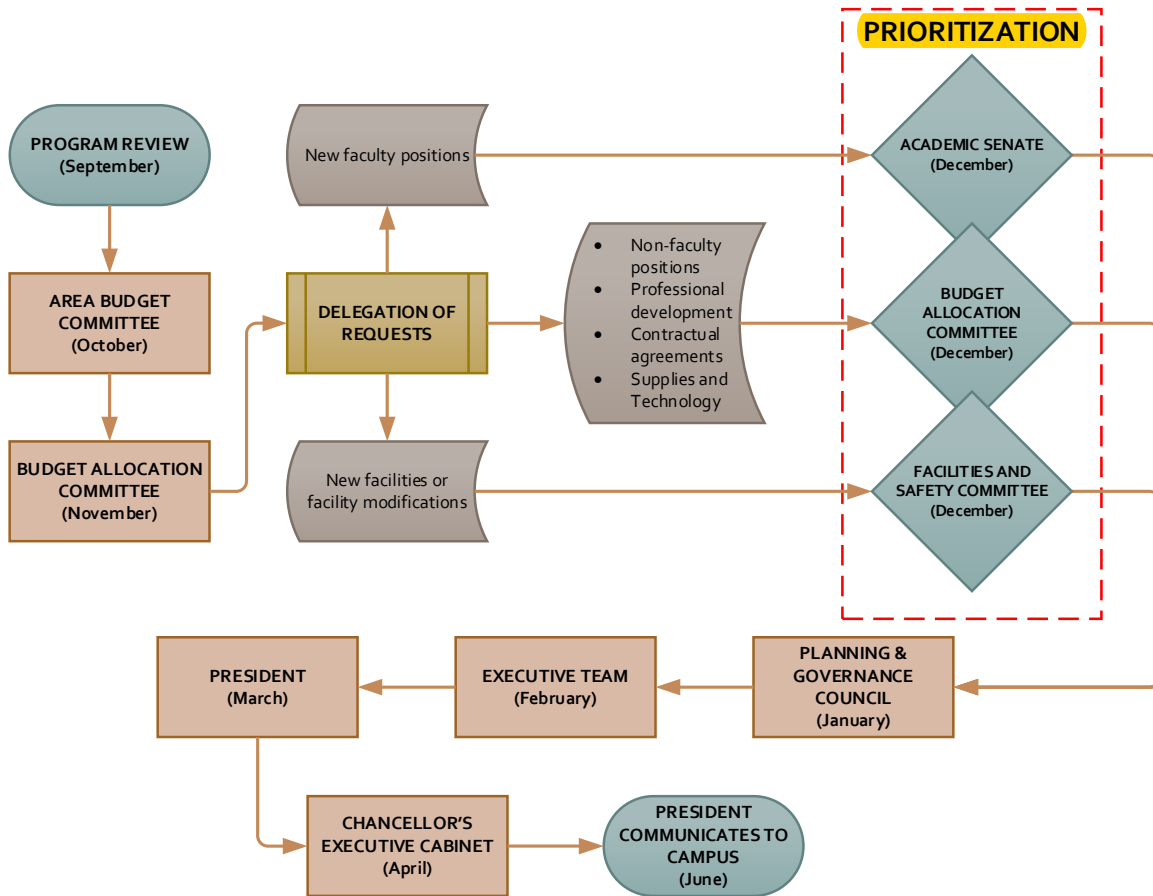 PRIORITIZATION
PROGRAM REVIEW
(September)
New faculty positions
ACADEMIC SENATE
(December)
AREA BUDGET
COMMITTEE
(October)
DELEGATION OF
REQUESTS
• Non-faculty
positions
• Professional
development
• Contractual
agreements
• Supplies and
Technology
BUDGET
ALLOCATION
COMMITTEE
(December)
BUDGET ALLOCATION
COMMITTEE
(November)
New facilities or
facility modifications
FACILITIES AND
SAFETY COMMITTEE
(December)
PRESIDENT
(March)
EXECUTIVE TEAM
(February)
PLANNING &
GOVERNANCE
COUNCIL
(January)
CHANCELLOR’S
EXECUTIVE CABINET
(April)
PRESIDENT
COMMUNICATES TO
CAMPUS
(June)